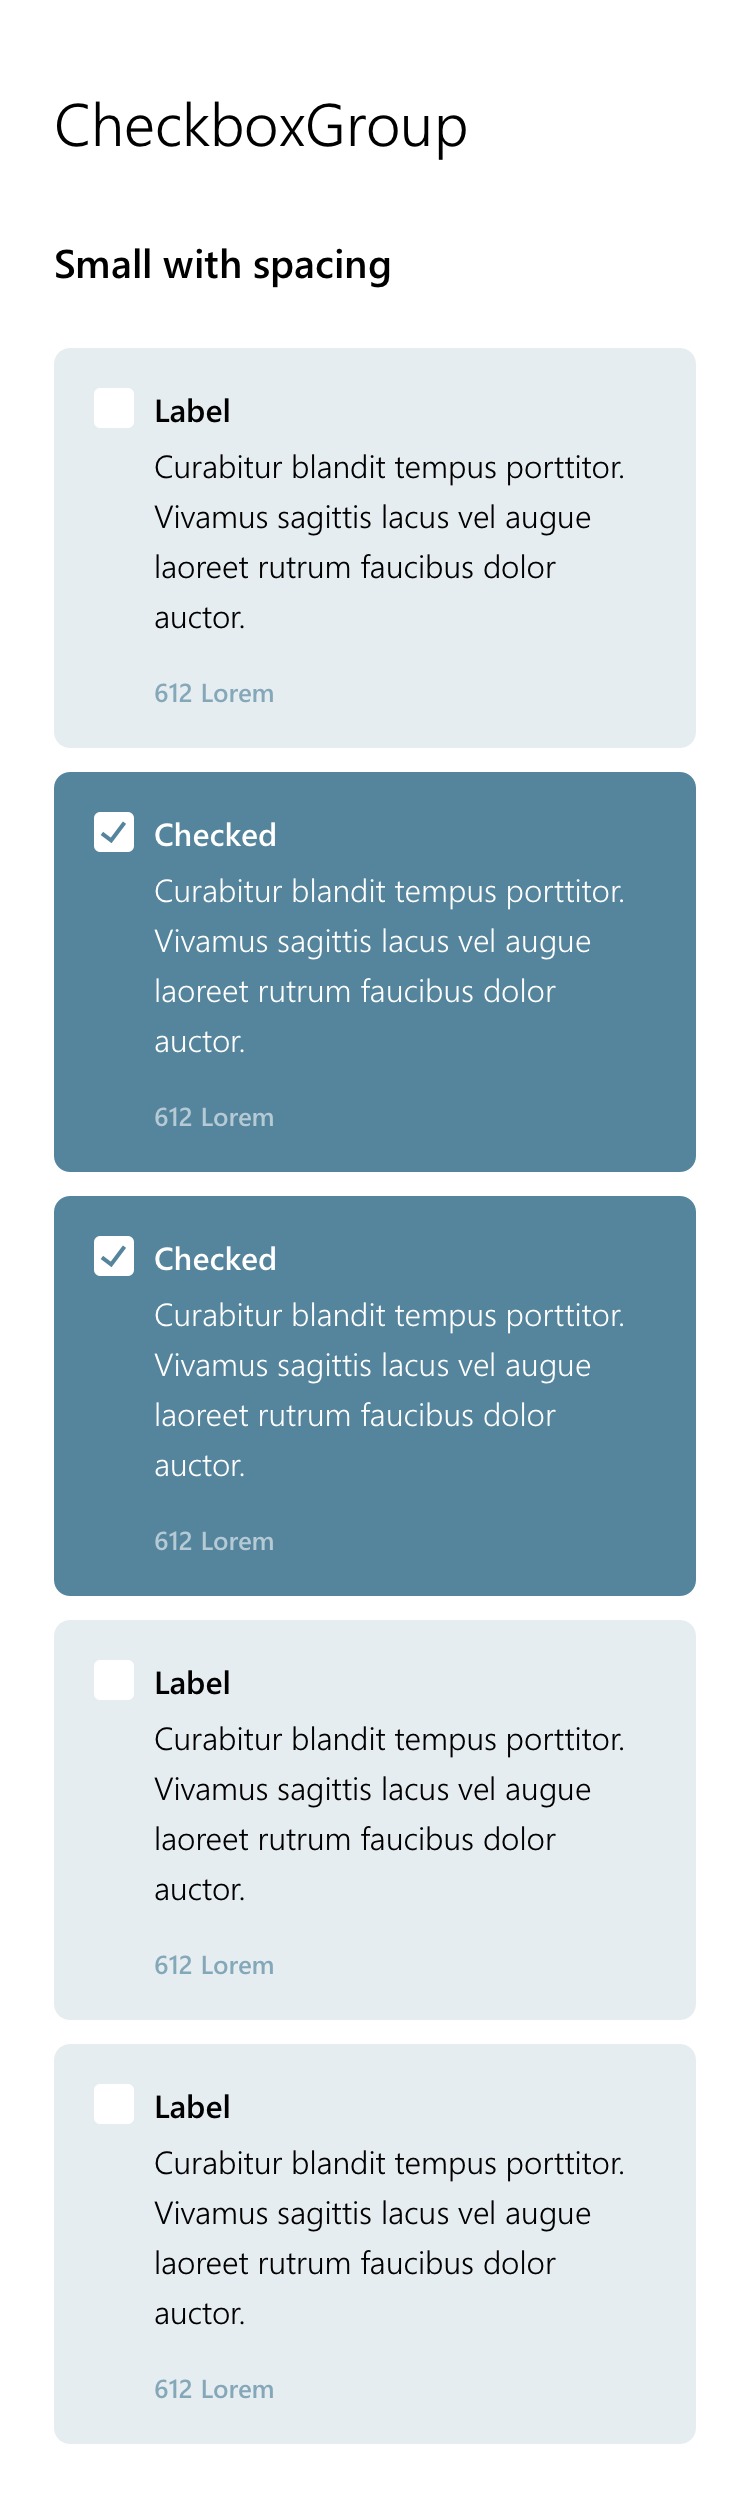 CheckboxGroup
Small with spacing
Label
Curabitur blandit tempus porttitor.
Vivamus sagittis lacus vel augue
laoreet rutrum faucibus dolor
auctor.
612 Lorem
Checked
Curabitur blandit tempus porttitor.
Vivamus sagittis lacus vel augue
laoreet rutrum faucibus dolor
auctor.
612 Lorem
Checked
Curabitur blandit tempus porttitor.
Vivamus sagittis lacus vel augue
laoreet rutrum faucibus dolor
auctor.
612 Lorem
Label
Curabitur blandit tempus porttitor.
Vivamus sagittis lacus vel augue
laoreet rutrum faucibus dolor
auctor.
612 Lorem
Label
Curabitur blandit tempus porttitor.
Vivamus sagittis lacus vel augue
laoreet rutrum faucibus dolor
auctor.
612 Lorem